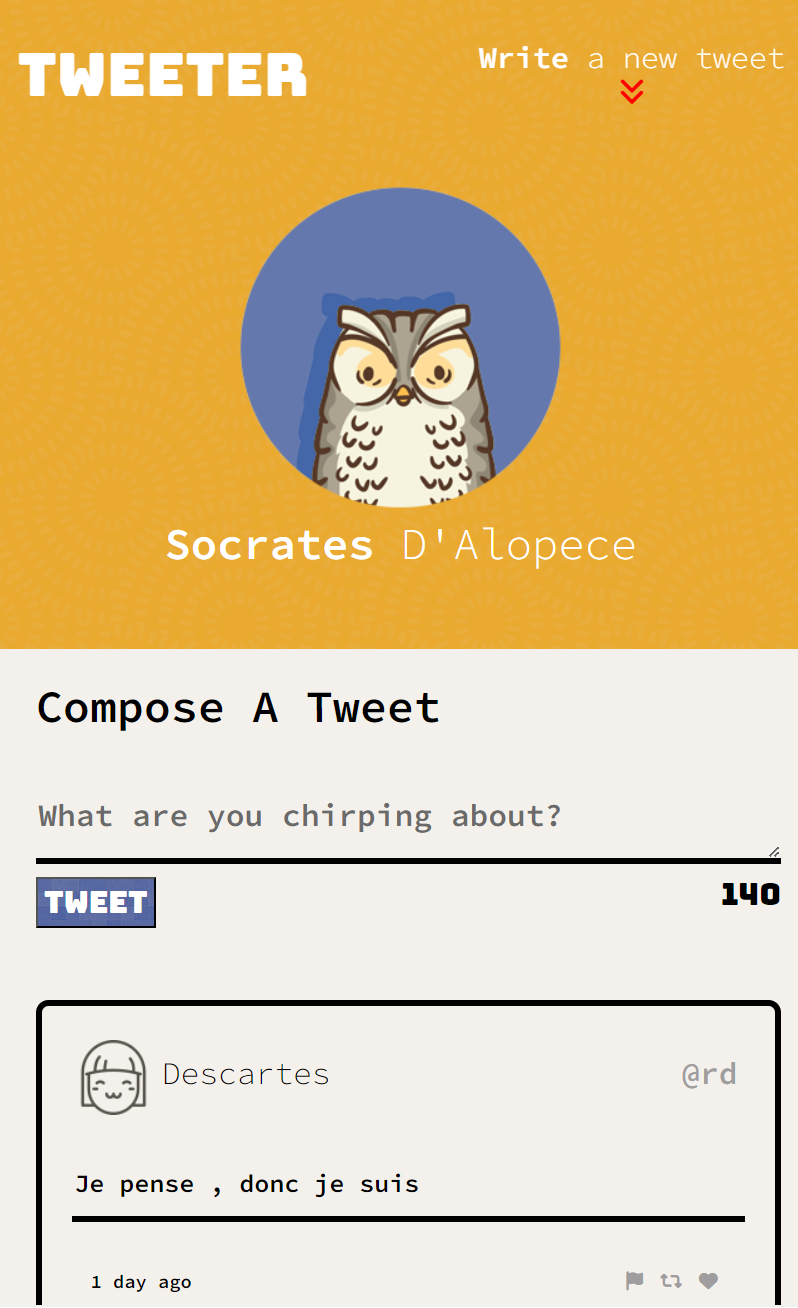 TWEETER
Write a new tweet
Socrates D'Alopece
Compose A Tweet
What are you chirping about?
TWEET
140
Descartes
@rd
Je pense , donc je suis
1 day ago